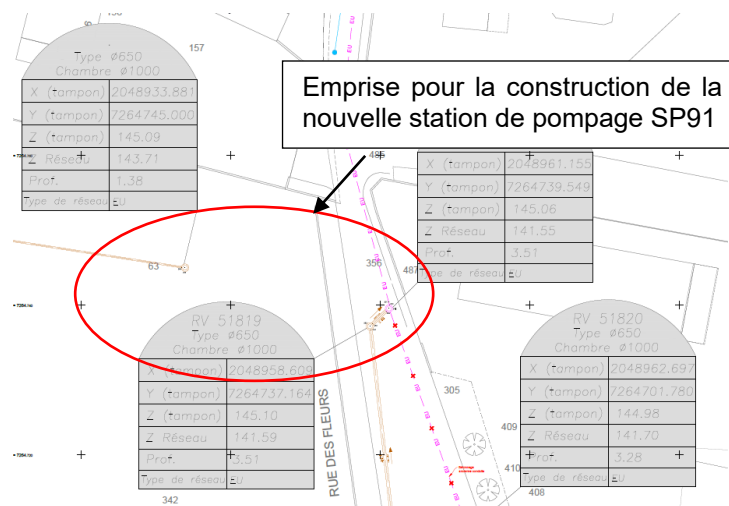 157
Type Ø650
Chambre Ø1000
X (tampon) 2048933.881
Y (tampon) 7264745.000
Z (tampon) 145.09
Z Réseau 143.71
Prof. 1.38
Type de réseau EU
Emprise pour la construction de la
nouvelle station de pompage SP91
485
X (tampon) 2048961.155
Y (tampon) 7264739.549
Z (tampon) 145.06
Z Réseau 141.55
Prof. 3.51
Type de réseau EU
63
355
487
EU
EU
EU
EU
EU
RV 51819
Type Ø650
Chambre Ø1000
X (tampon) 2048958.609
Y (tampon) 7264737.164
Z (tampon) 145.10
Z Réseau 141.59
Prof. 3.51
Type de réseau EU
RV 51820
Type Ø650
Chambre Ø1000
X (tampon) 2048962.697
Y (tampon) 7264701.780
Z (tampon) 144.98
Z Réseau 141.70
Prof. 3.28
Type de réseau EU
305
RUE DES FLEURS
409
410
408
342